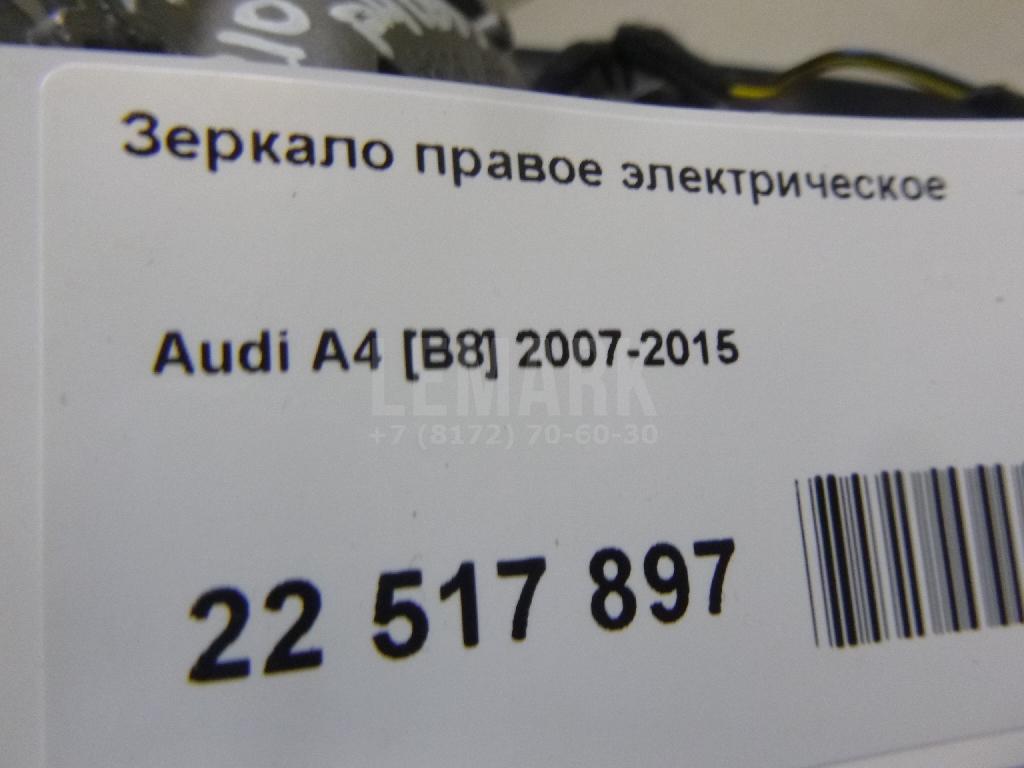 Зеркало правое электрическое
Audi A4 [B8] 2007-2015
LEMARK
+7 (8172) 70-60-30
22 517 897